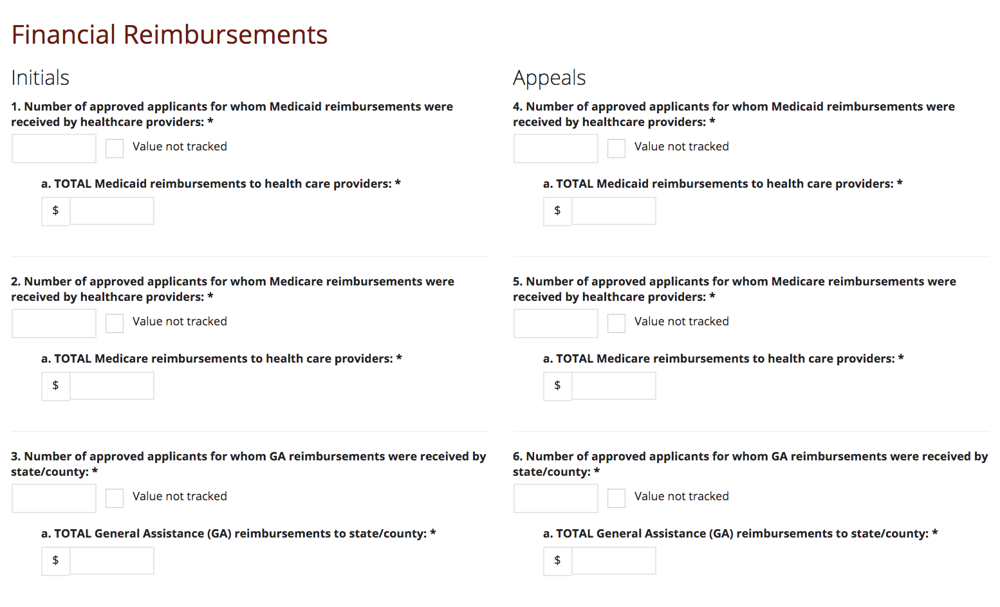 Financial Reimbursements
Initials
1. Number of approved applicants for whom Medicaid reimbursements were
received by healthcare providers: *
Value not tracked
a. TOTAL Medicaid reimbursements to health care providers: *
$
2. Number of approved applicants for whom Medicare reimbursements were
received by healthcare providers: *
Value not tracked
a. TOTAL Medicare reimbursements to health care providers: *
$
3. Number of approved applicants for whom GA reimbursements were received by
state/county: *
Value not tracked
a. TOTAL General Assistance (GA) reimbursements to state/county: *
$
Appeals
4. Number of approved applicants for whom Medicaid reimbursements were
received by healthcare providers: *
Value not tracked
a. TOTAL Medicaid reimbursements to health care providers: *
$
5. Number of approved applicants for whom Medicare reimbursements were
received by healthcare providers: *
Value not tracked
a. TOTAL Medicare reimbursements to health care providers: *
$
6. Number of approved applicants for whom GA reimbursements were received by
state/county: *
Value not tracked
a. TOTAL General Assistance (GA) reimbursements to state/county: *
$